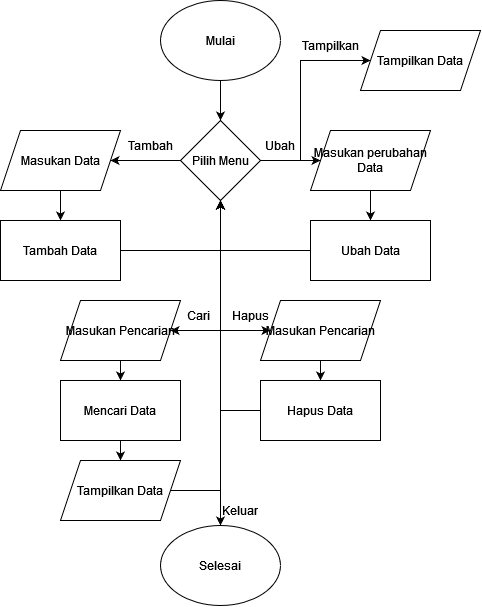 Mulai
Tampilkan
Tampilkan Data
Tambah
Pilih Menu
Ubah
Masukan Data
Masukan perubahan
Data
Tambah Data
Ubah Data
Cari
Hapus
Masukan Pencarian
Masukan Pencarian
Mencari Data
Hapus Data
Tampilkan Data
Keluar
Selesai